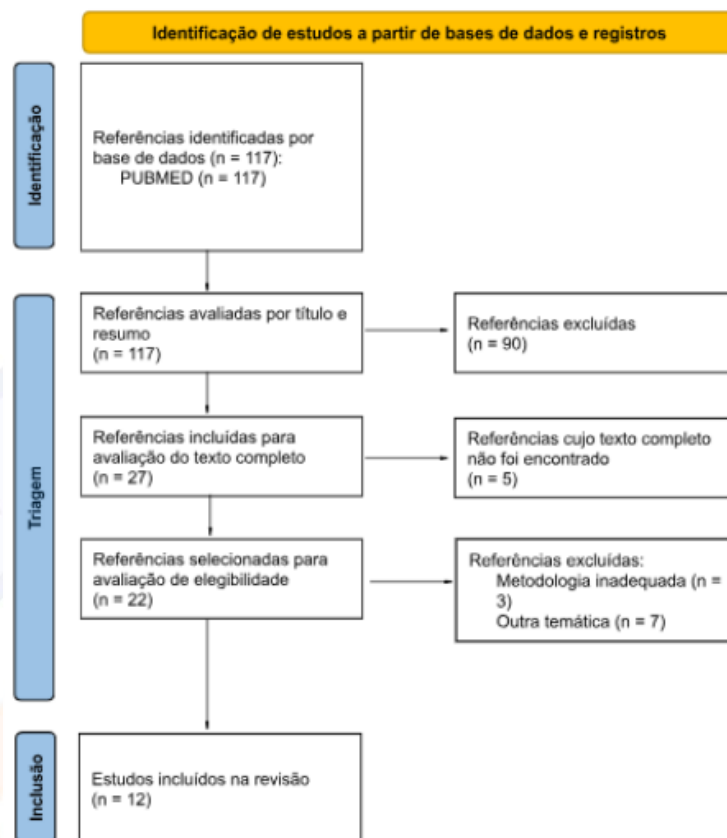 Identificação de estudos a partir de bases de dados e registros
Identificação
Referências identificadas por
base de dados (n = 117):
PUBMED (n = 117)
Triagem
Referências avaliadas por título e
resumo
(n = 117)
Referências excluídas
(n = 90)
Referências incluídas para
avaliação do texto completo
(n = 27)
Referências cujo texto completo
não foi encontrado
(n = 5)
Referências selecionadas para
avaliação de elegibilidade
(n = 22)
Referências excluídas:
Metodologia inadequada (n =
3)
Outra temática (n = 7)
Inclusão
Estudos incluídos na revisão
(n = 12)